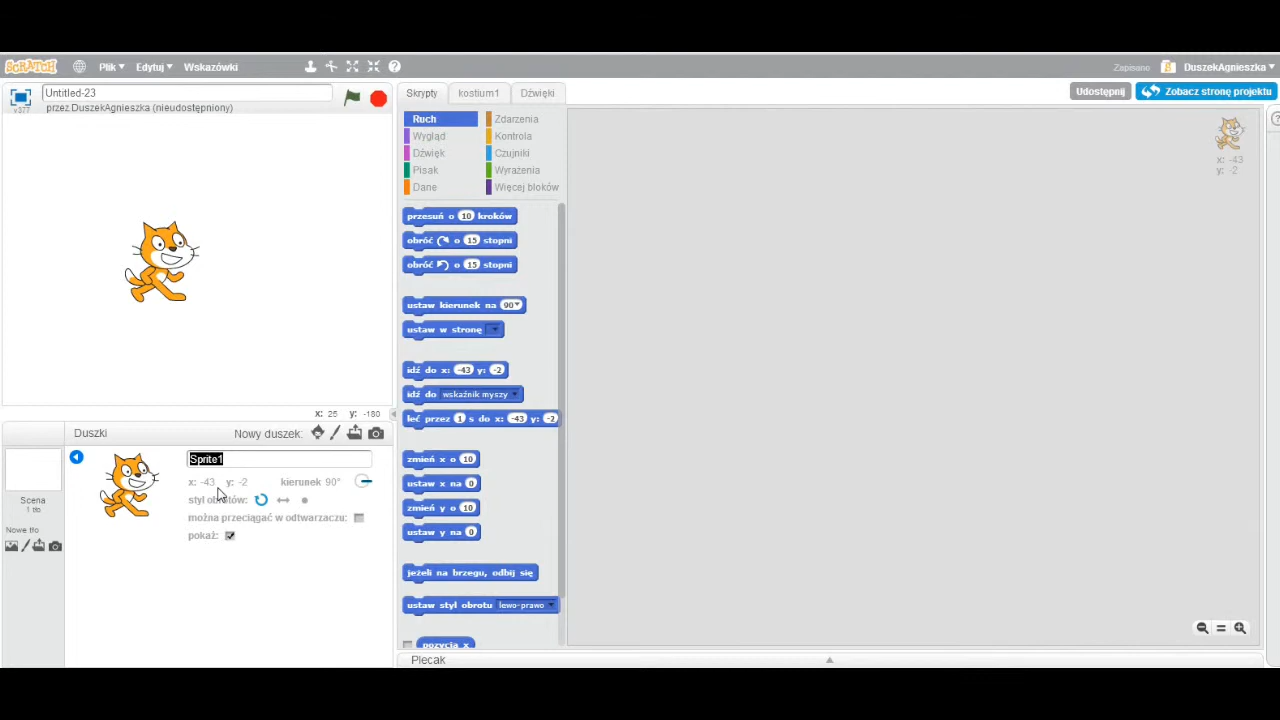 SCRATCH Plik Edytuj Wskazówki Zapisano DuszekAgnieszka
v377 Untitled-23
przez DuszekAgnieszka (nieudostępniony)
Skrypty kostium1 Dźwięki Udostępnij Zobacz stronę projektu
Ruch Zdarzenia
Wygląd Kontrola
Dźwięk Czujniki
Pisak Wyrażenia
Dane Więcej bloków
x: -43
y: -2
przesuń o 10 kroków
obróć o 15 stopni
obróć o 15 stopni
ustaw kierunek na 90
ustaw w stronę
idź do x: -43 y: -2
idź do wskaźnik myszy
leć przez 1 s do x: -43 y: -2
zmień x o 10
ustaw x na 0
zmień y o 10
ustaw y na 0
jeżeli na brzegu, odbij się
ustaw styl obrotu lewo-prawo
pozycja x
x: 25 y: -180
Duszki Nowy duszek:
Scena
1 tło
Nowe tło
Sprite1
x: -43 y: -2 kierunek 90°
styl obrotów:
można przeciągać w odtwarzaczu:
pokaż:
Plecak